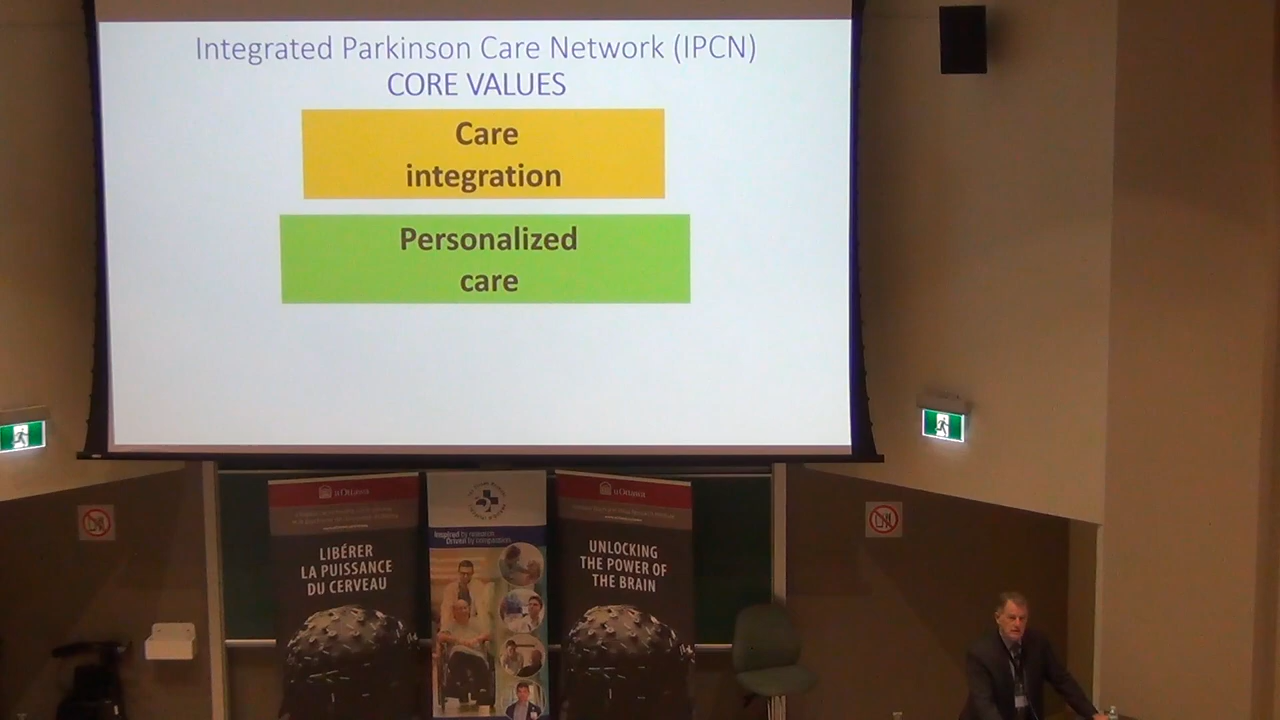 Integrated Parkinson Care Network (IPCN)
CORE VALUES
Care
integration
Personalized
care
uOttawa
LIBÉRER
LA PUISSANCE
DU CERVEAU
Inspired by research.
Driven by compassion.
uOttawa
UNLOCKING
THE POWER OF
THE BRAIN